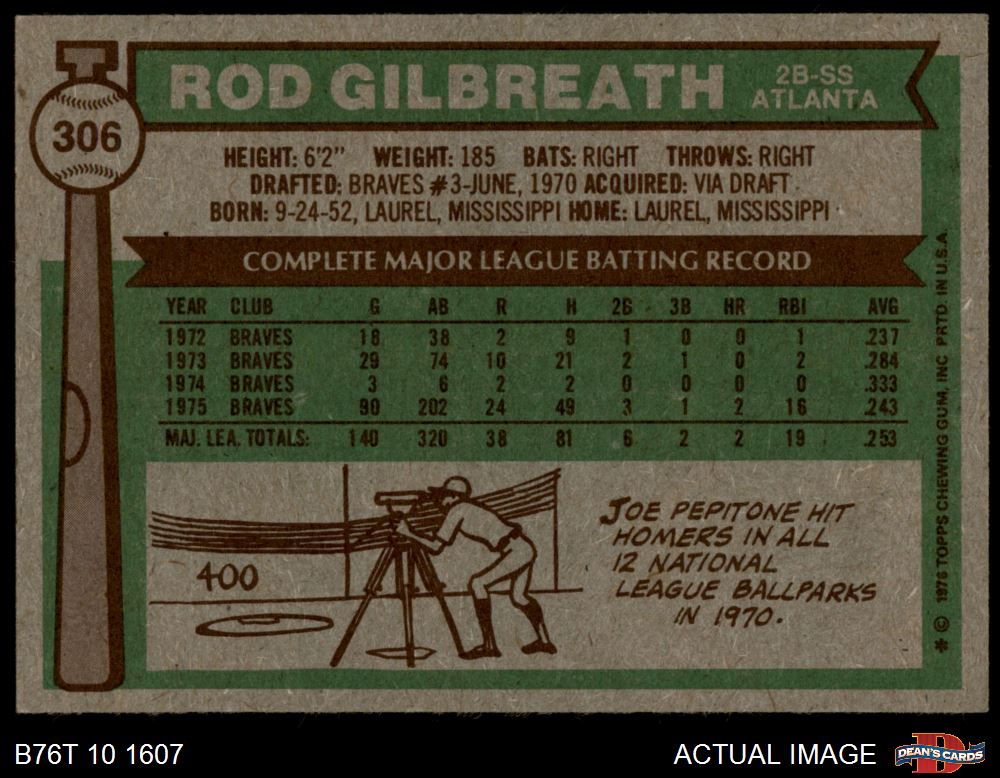 306
ROD GILBREATH
2B-SS
ATLANTA
HEIGHT: 6'2" WEIGHT: 185 BATS: RIGHT THROWS: RIGHT
DRAFTED: BRAVES #3-JUNE, 1970 ACQUIRED: VIA DRAFT.
BORN: 9-24-52, LAUREL, MISSISSIPPI HOME: LAUREL, MISSISSIPPI
COMPLETE MAJOR LEAGUE BATTING RECORD
YEAR CLUB G AB R H 2B 3B HR RBI AVG
1972 BRAVES 18 38 2 9 1 0 0 1 .237
1973 BRAVES 29 74 10 21 2 1 0 2 .284
1974 BRAVES 3 6 2 2 0 0 0 0 .333
1975 BRAVES 90 202 24 49 3 1 2 16 .243
MAJ. LEA. TOTALS: 140 320 38 81 6 2 2 19 .253
400
JOE PEPITONE HIT
HOMERS IN ALL
12 NATIONAL
LEAGUE BALLPARKS
IN 1970.
* © 1976 TOPPS CHEWING GUM, INC. PRTD. IN U.S.A.
B76T 10 1607
ACTUAL IMAGE
DEAN'S CARDS